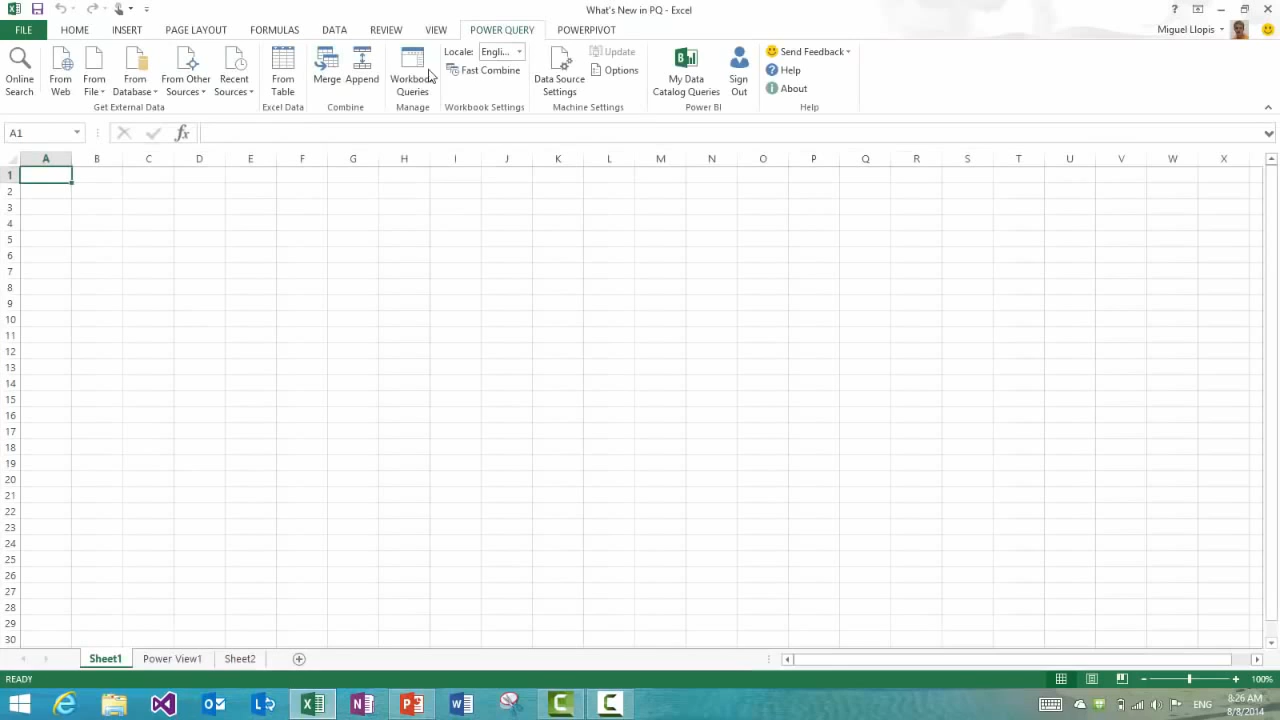 What's New in PQ - Excel
FILE HOME INSERT PAGE LAYOUT FORMULAS DATA REVIEW VIEW POWER QUERY POWERPIVOT Miguel Llopis
Online Search
From Web
From File
From Database
From Other Sources
Recent Sources
Get External Data
From Table
Excel Data
Merge
Append
Combine
Workbook Queries
Manage
Locale: Engli...
Fast Combine
Workbook Settings
Data Source Settings
Update
Options
Machine Settings
My Data Catalog Queries
Sign Out
Power BI
Send Feedback
Help
About
Help
A1
fx
A B C D E F G H I J K L M N O P Q R S T U V W X
1
2
3
4
5
6
7
8
9
10
11
12
13
14
15
16
17
18
19
20
21
22
23
24
25
26
27
28
29
30
Sheet1 Power View1 Sheet2
READY 100%
ENG 8:26 AM
8/8/2014